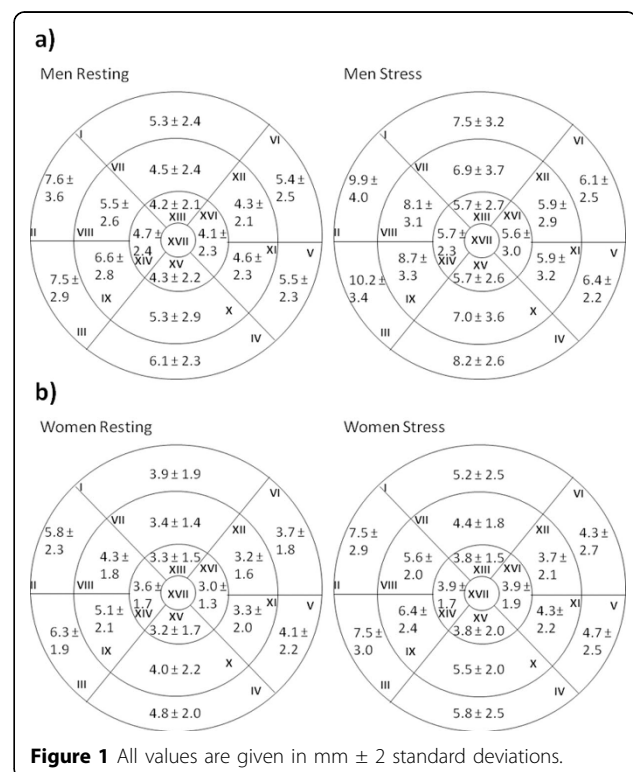 a)
Men Resting
Men Stress
5.3 ± 2.4
I
VI
7.6 ±
3.6
VII
4.5 ± 2.4
XII
5.4 ±
2.5
5.5 ±
2.6
4.2 ± 2.1
XIII
XVI
4.3 ±
2.1
II
VIII
4.7 ±
2.4
XIV
XVII
4.1 ±
2.3
XI
V
7.5 ±
2.9
6.6 ±
2.8
XV
4.3 ± 2.2
4.6 ±
2.3
5.5 ±
2.3
IX
5.3 ± 2.9
X
III
IV
6.1 ± 2.3
7.5 ± 3.2
I
VI
9.9 ±
4.0
VII
6.9 ± 3.7
XII
6.1 ±
2.5
8.1 ±
3.1
5.7 ± 2.7
XIII
XVI
5.9 ±
2.9
II
VIII
5.7 ±
2.3
XIV
XVII
5.6 ±
3.0
XI
V
10.2 ±
3.4
8.7 ±
3.3
XV
5.7 ± 2.6
5.9 ±
3.2
6.4 ±
2.2
IX
7.0 ± 3.6
X
III
IV
8.2 ± 2.6
b)
Women Resting
Women Stress
3.9 ± 1.9
I
VI
5.8 ±
2.3
VII
3.4 ± 1.4
XII
3.7 ±
1.8
4.3 ±
1.8
3.3 ± 1.5
XIII
XVI
3.2 ±
1.6
II
VIII
3.6 ±
1.7
XIV
XVII
3.0 ±
1.3
XI
V
6.3 ±
1.9
5.1 ±
2.1
XV
3.2 ± 1.7
3.3 ±
2.0
4.1 ±
2.2
IX
4.0 ± 2.2
X
III
IV
4.8 ± 2.0
5.2 ± 2.5
I
VI
7.5 ±
2.9
VII
4.4 ± 1.8
XII
4.3 ±
2.7
5.6 ±
2.0
3.8 ± 1.5
XIII
XVI
3.7 ±
2.1
II
VIII
3.9 ±
1.7
XIV
XVII
3.9 ±
1.9
XI
V
7.5 ±
3.0
6.4 ±
2.4
XV
3.8 ± 2.0
4.3 ±
2.2
4.7 ±
2.5
IX
5.5 ± 2.0
X
III
IV
5.8 ± 2.5
Figure 1 All values are given in mm ± 2 standard deviations.